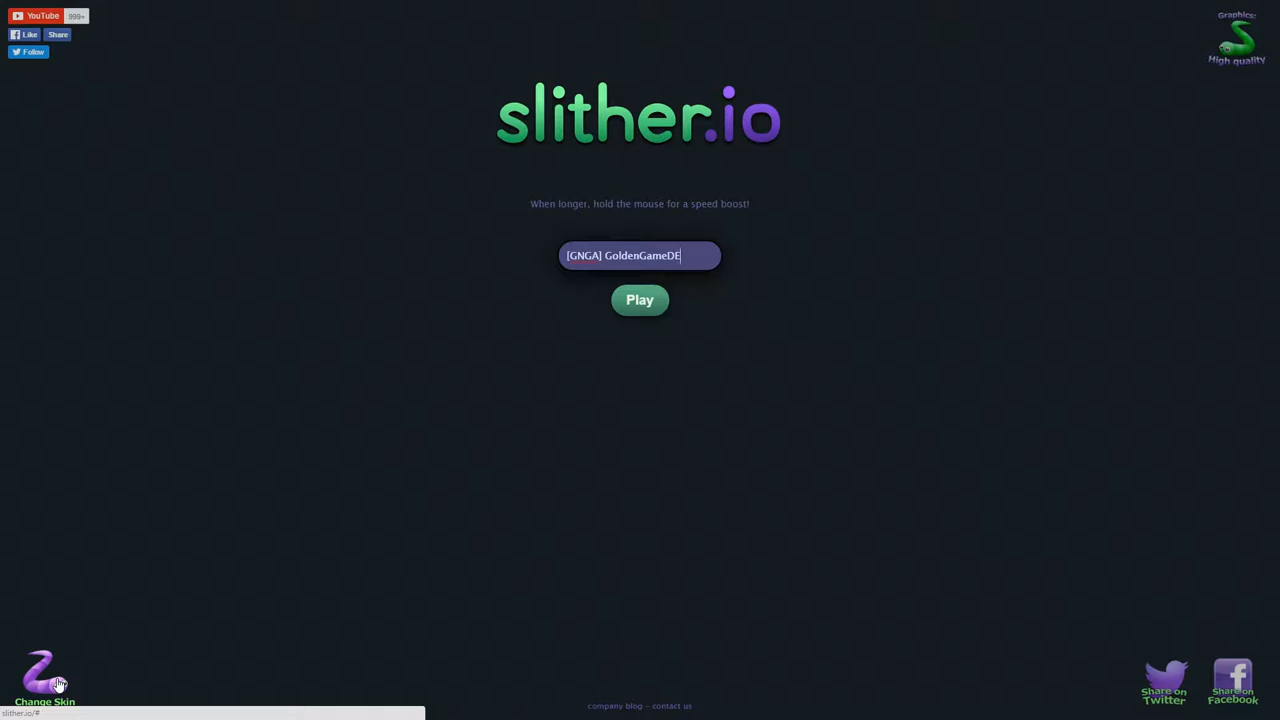 YouTube 999+
Like Share
Follow
Graphics:
High quality
slither.io
When longer, hold the mouse for a speed boost!
[GNGA] GoldenGameDE
Play
Change Skin
slither.io/#
company blog – contact us
Share on
Twitter
Share on
Facebook